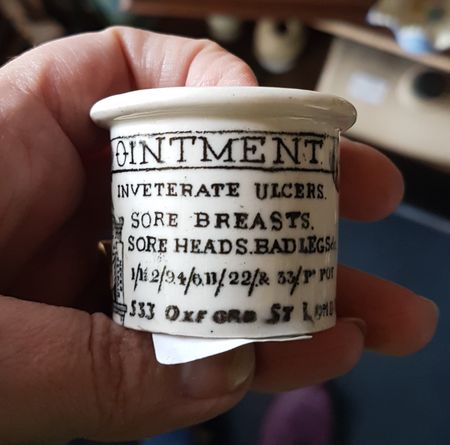 OINTMENT.
INVETERATE ULCERS.
SORE BREASTS.
SORE HEADS. BAD LEGS &
1/1½ 2/9 4/6, 11/ 22/ & 33/ Pr POT
533 OXFORD ST LOND